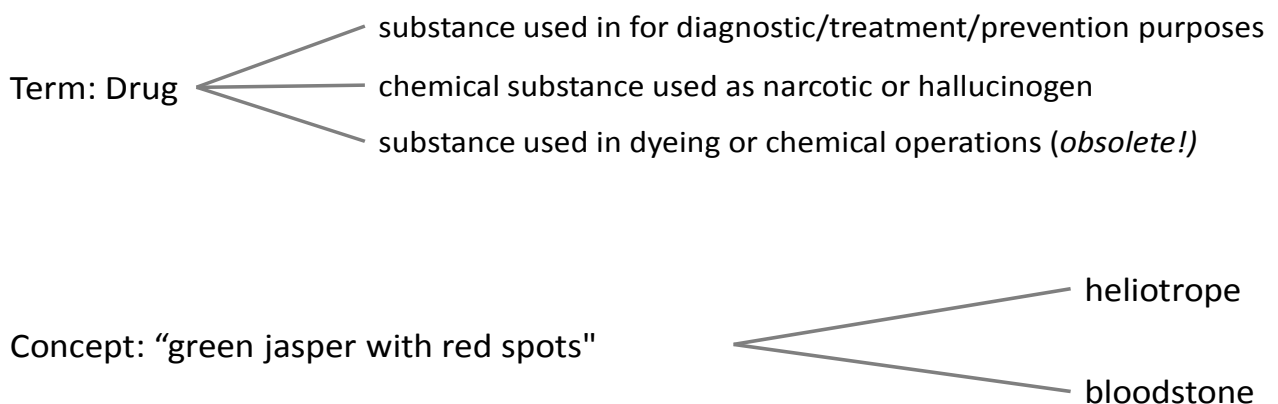 substance used in for diagnostic/treatment/prevention purposes
Term: Drug
chemical substance used as narcotic or hallucinogen
substance used in dyeing or chemical operations (obsolete!)
heliotrope
Concept: “green jasper with red spots"
bloodstone